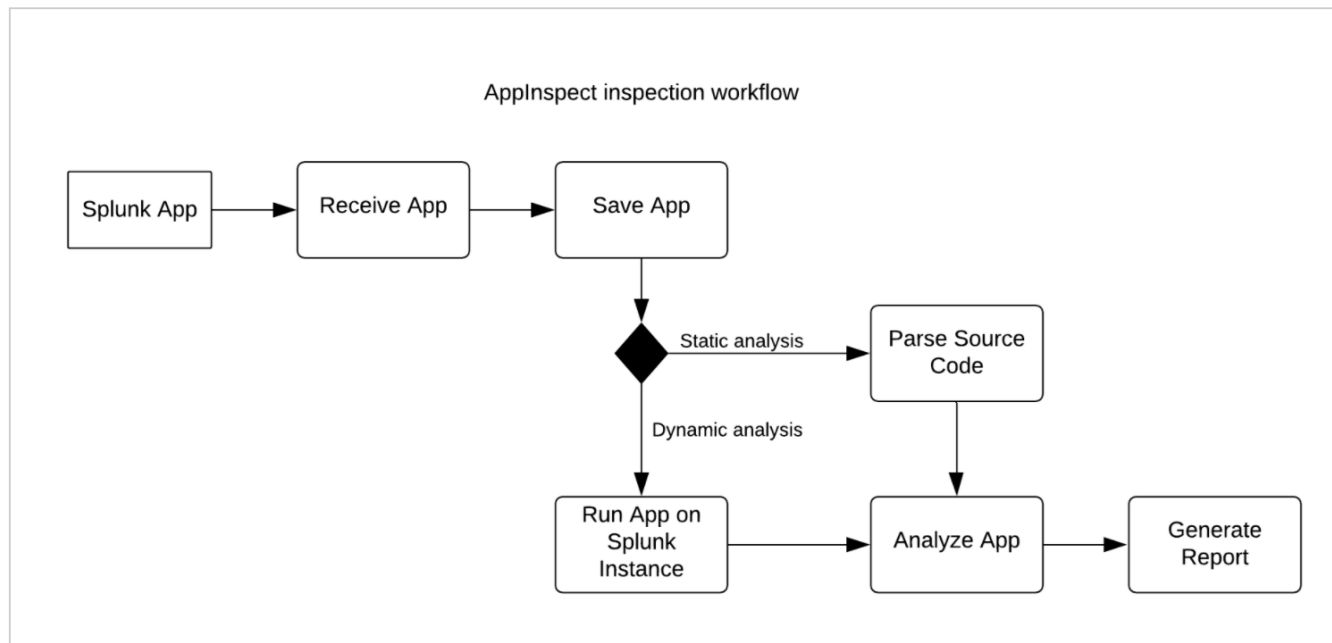 AppInspect inspection workflow
Splunk App
Receive App
Save App
Static analysis
Parse Source
Code
Dynamic analysis
Run App on
Splunk
Instance
Analyze App
Generate
Report